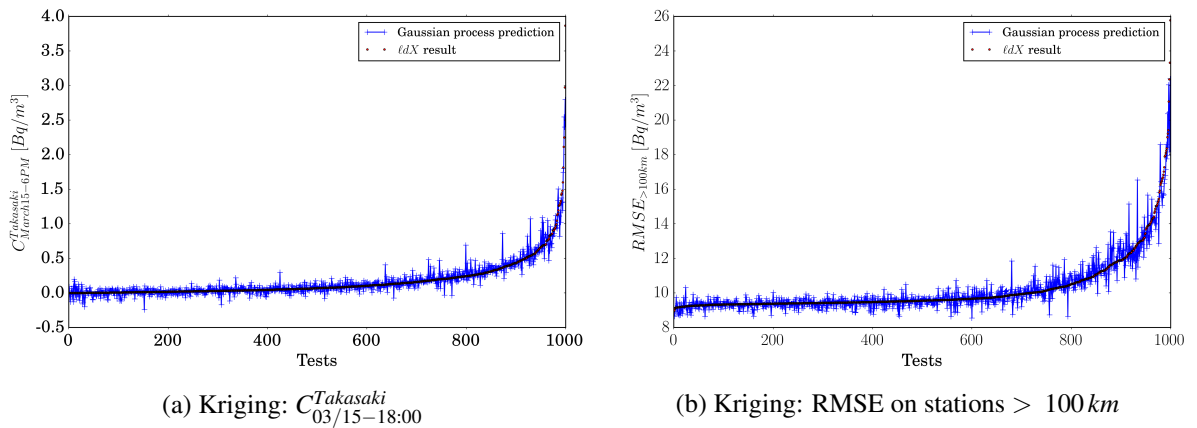 4.0
3.5
3.0
2.5
2.0
1.5
1.0
0.5
0.0
-0.5
0 200 400 600 800 1000
Tests
C^{Takasaki}_{March15−6PM} [Bq/m^3]
Gaussian process prediction
ℓdX result
(a) Kriging: C^{Takasaki}_{03/15−18:00}
26
24
22
20
18
16
14
12
10
8
0 200 400 600 800 1000
Tests
RMSE_{>100km} [Bq/m^3]
Gaussian process prediction
ℓdX result
(b) Kriging: RMSE on stations > 100 km